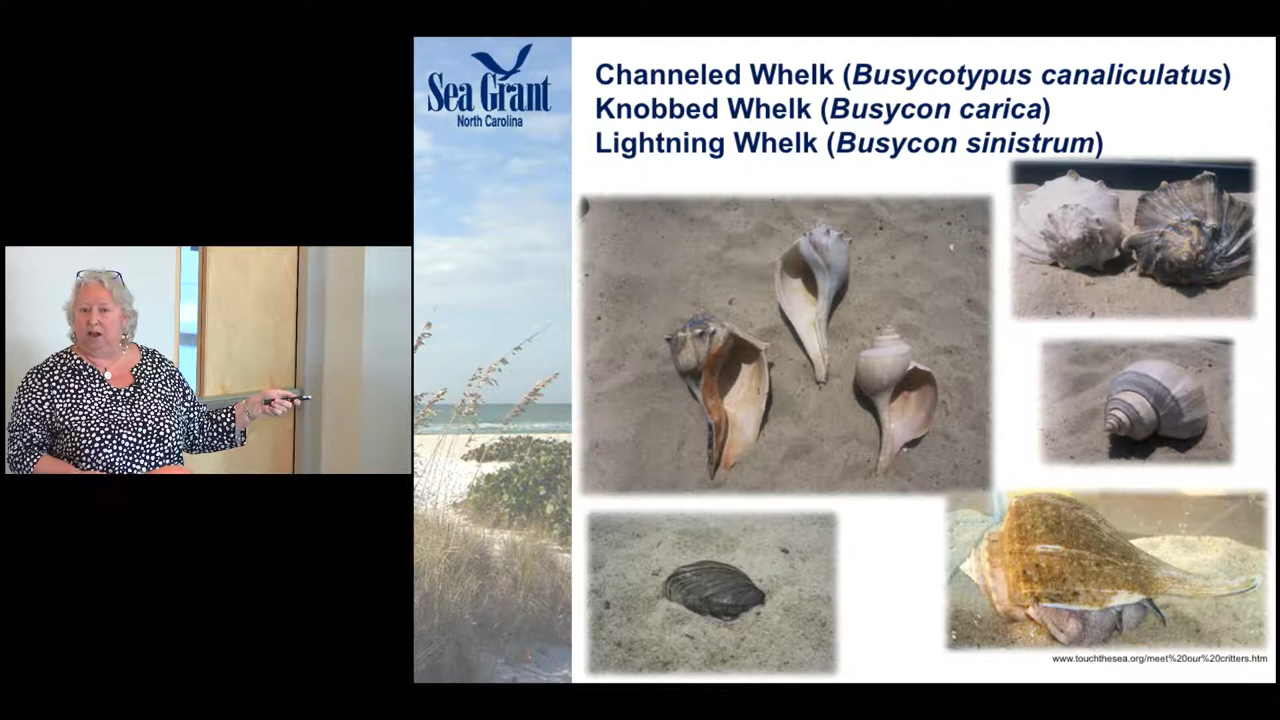 Sea Grant
North Carolina
Channeled Whelk (Busycotypus canaliculatus)
Knobbed Whelk (Busycon carica)
Lightning Whelk (Busycon sinistrum)
www.touchthesea.org/meet%20our%20critters.htm